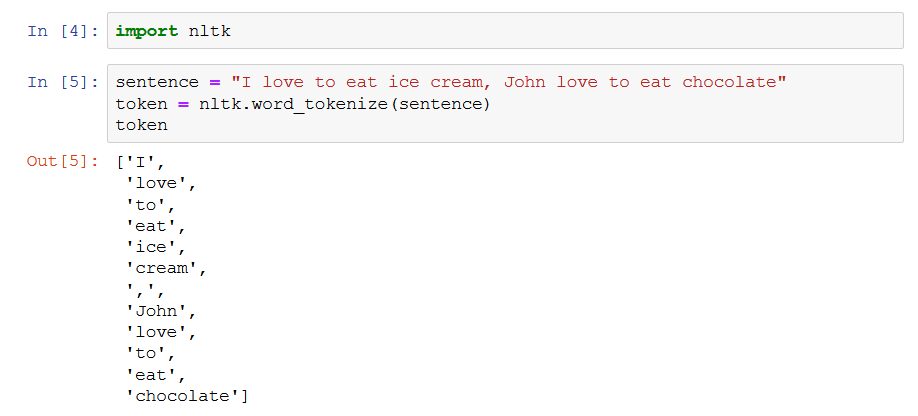 In [4]: import nltk
In [5]: sentence = "I love to eat ice cream, John love to eat chocolate"
token = nltk.word_tokenize(sentence)
token
Out[5]: ['I',
'love',
'to',
'eat',
'ice',
'cream',
',',
'John',
'love',
'to',
'eat',
'chocolate']